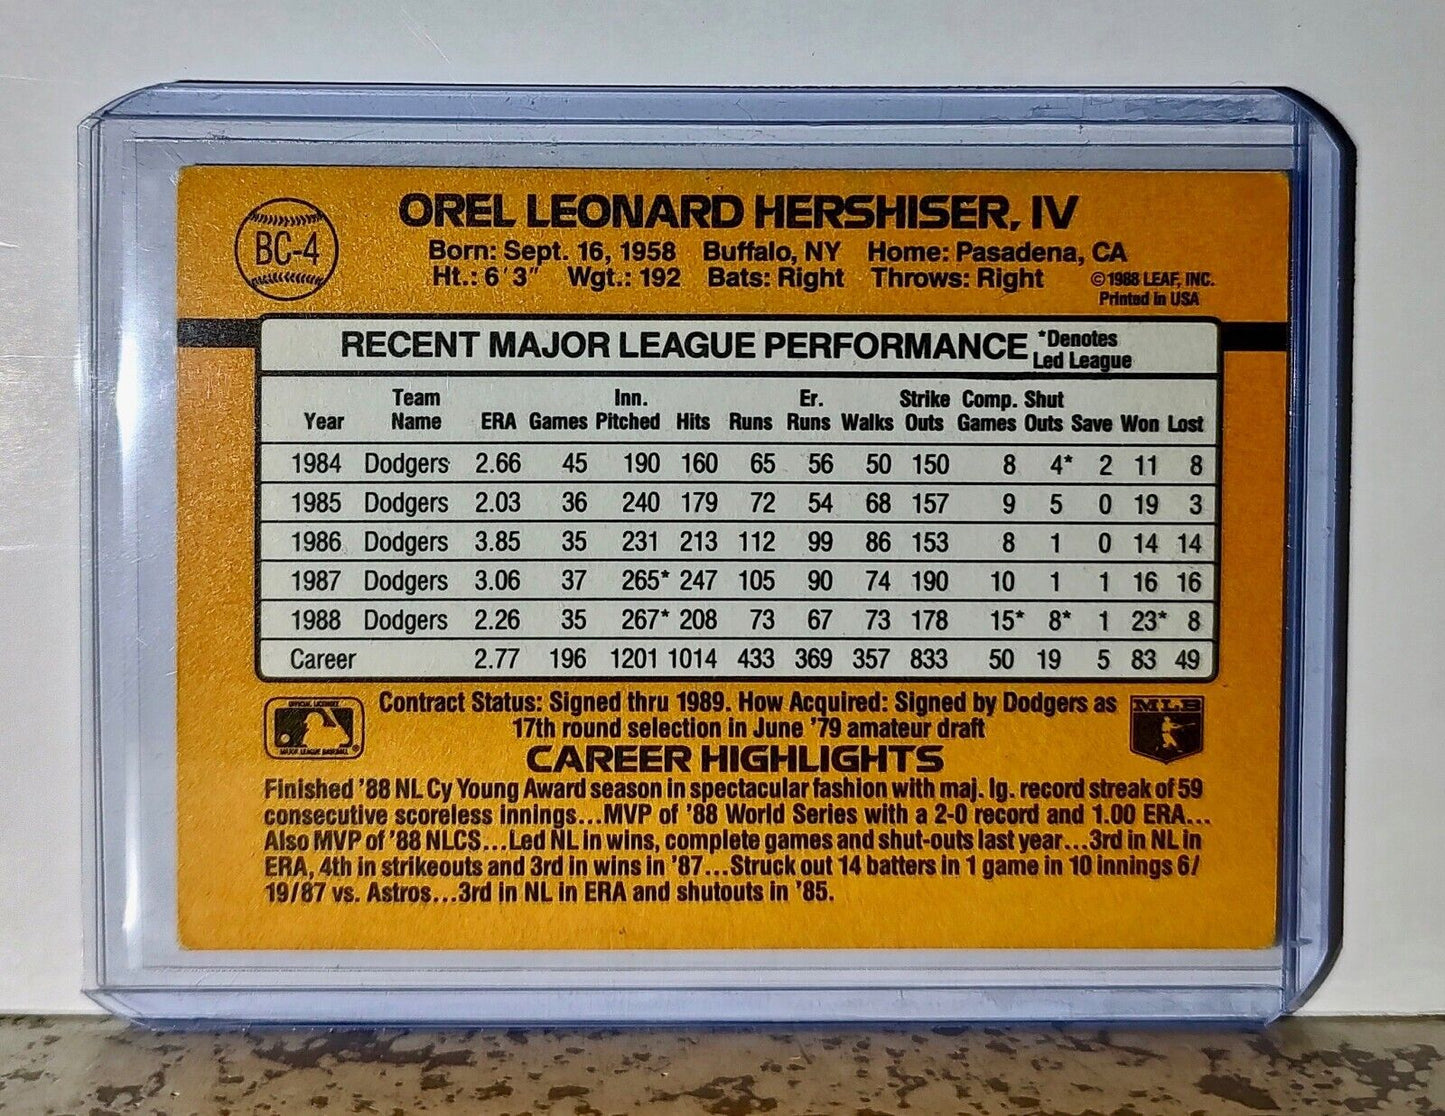 BC-4
OREL LEONARD HERSHISER, IV
Born: Sept. 16, 1958 Buffalo, NY Home: Pasadena, CA
Ht.: 6'3" Wgt.: 192 Bats: Right Throws: Right
©1988 LEAF, INC.
Printed in USA
RECENT MAJOR LEAGUE PERFORMANCE *Denotes
Led League
Team Inn. Er. Strike Comp. Shut
Year Name ERA Games Pitched Hits Runs Runs Walks Outs Games Outs Save Won Lost
1984 Dodgers 2.66 45 190 160 65 56 50 150 8 4* 2 11 8
1985 Dodgers 2.03 36 240 179 72 54 68 157 9 5 0 19 3
1986 Dodgers 3.85 35 231 213 112 99 86 153 8 1 0 14 14
1987 Dodgers 3.06 37 265* 247 105 90 74 190 10 1 1 16 16
1988 Dodgers 2.26 35 267* 208 73 67 73 178 15* 8* 1 23* 8
Career 2.77 196 1201 1014 433 369 357 833 50 19 5 83 49
Contract Status: Signed thru 1989. How Acquired: Signed by Dodgers as
17th round selection in June '79 amateur draft
MLB
MAJOR LEAGUE BASEBALL
CAREER HIGHLIGHTS
Finished '88 NL Cy Young Award season in spectacular fashion with maj. lg. record streak of 59
consecutive scoreless innings...MVP of '88 World Series with a 2-0 record and 1.00 ERA...
Also MVP of '88 NLCS...Led NL in wins, complete games and shut-outs last year...3rd in NL in
ERA, 4th in strikeouts and 3rd in wins in '87...Struck out 14 batters in 1 game in 10 innings 6/
19/87 vs. Astros...3rd in NL in ERA and shutouts in '85.